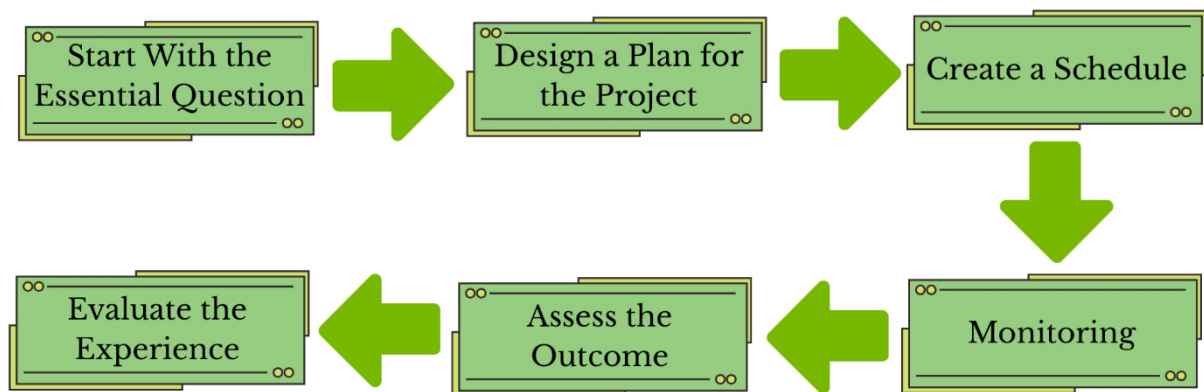 Start With the
Essential Question
Design a Plan for
the Project
Create a Schedule
Monitoring
Assess the
Outcome
Evaluate the
Experience